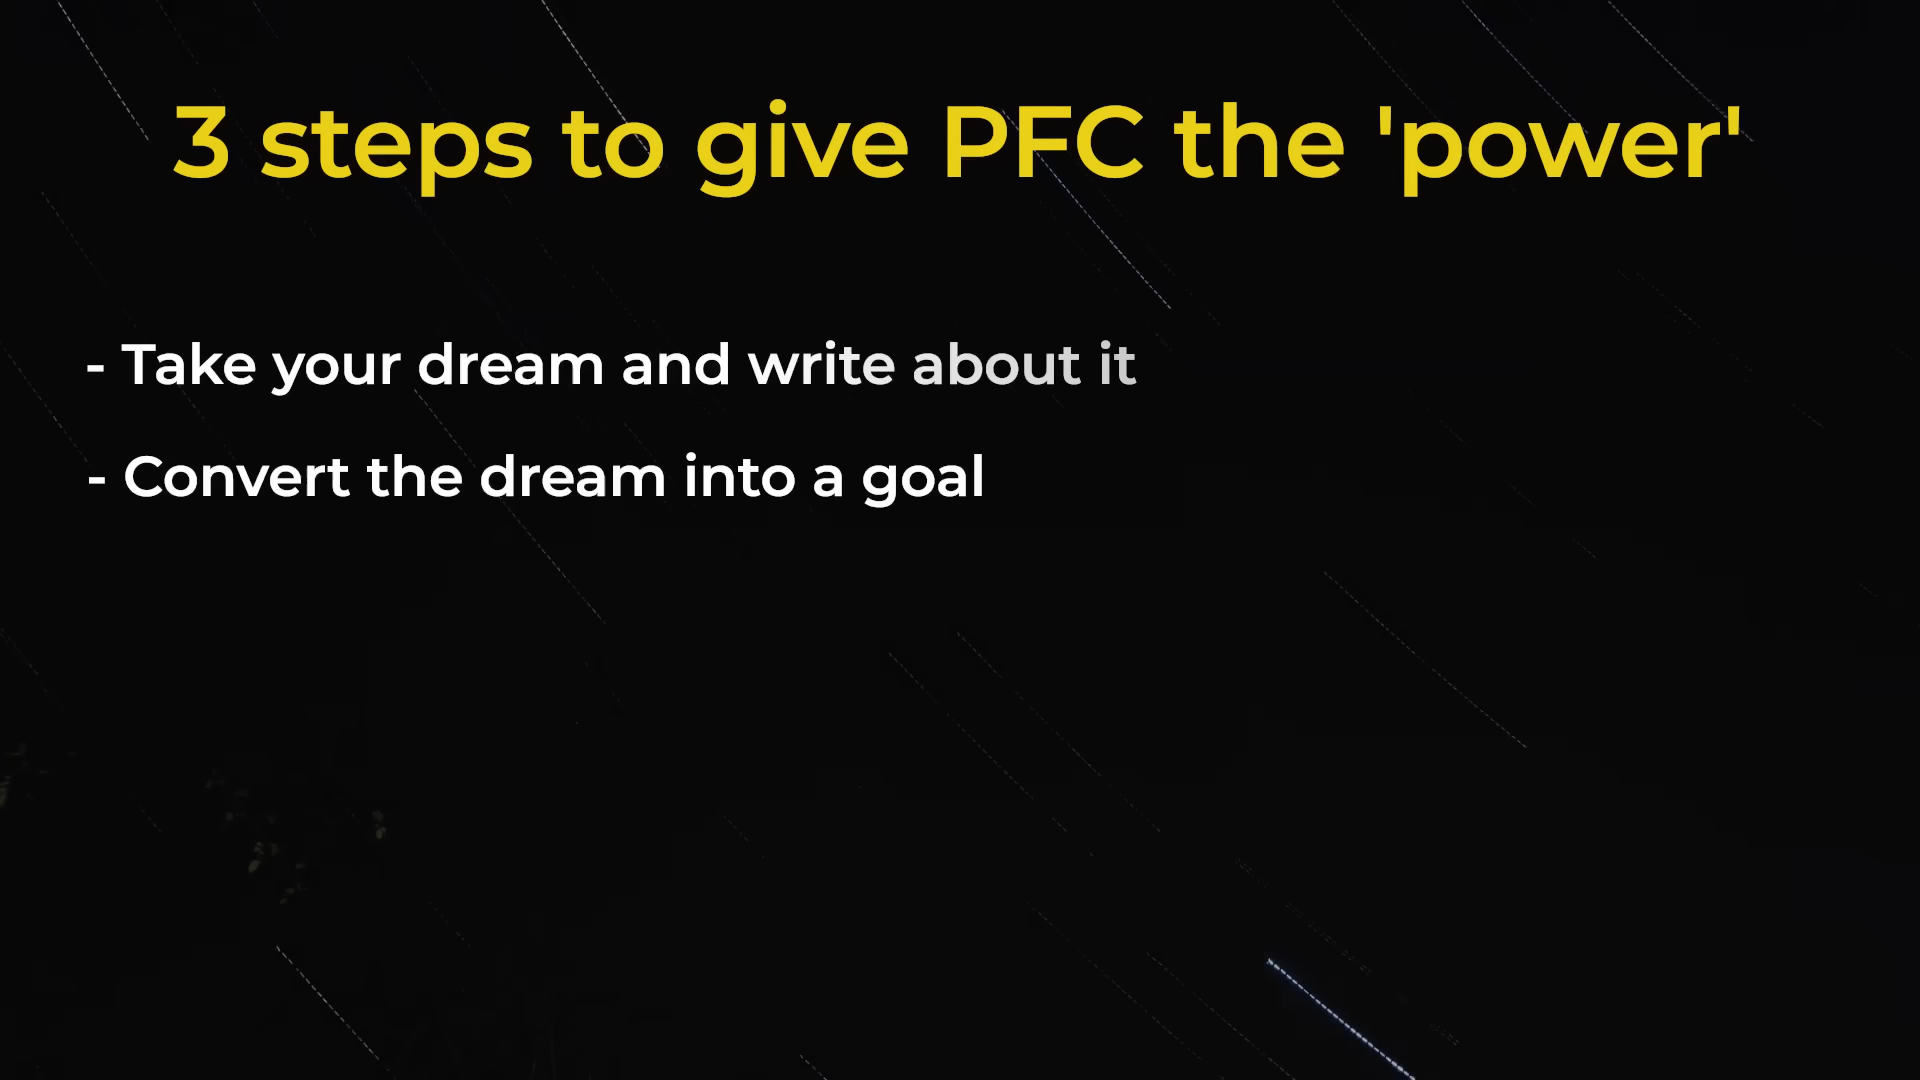 3 steps to give PFC the 'power'
- Take your dream and write about it
- Convert the dream into a goal